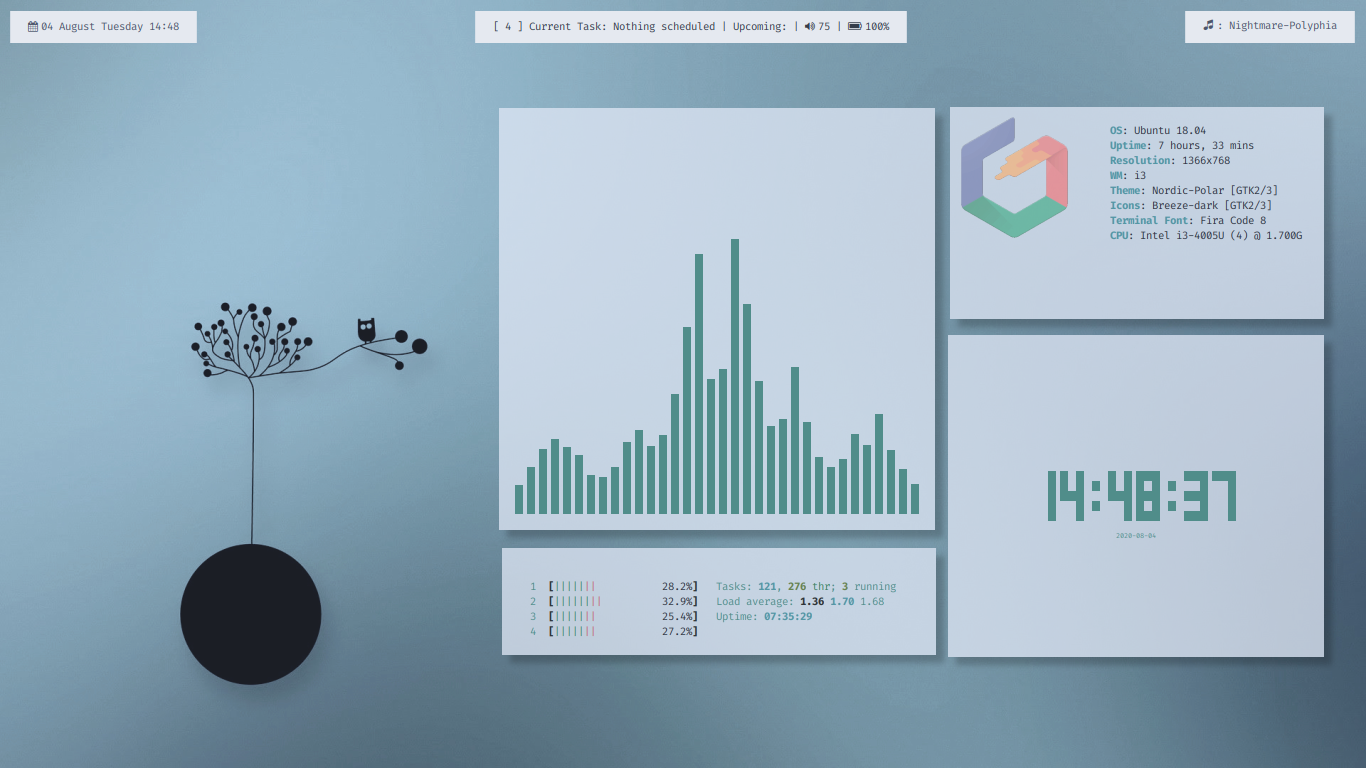 04 August Tuesday 14:48
[ 4 ] Current Task: Nothing scheduled | Upcoming: | 75 | 100%
: Nightmare-Polyphia
OS: Ubuntu 18.04
Uptime: 7 hours, 33 mins
Resolution: 1366x768
WM: i3
Theme: Nordic-Polar [GTK2/3]
Icons: Breeze-dark [GTK2/3]
Terminal Font: Fira Code 8
CPU: Intel i3-4005U (4) @ 1.700G
14:48:37
2020-08-04
1 [||||||| 28.2%] Tasks: 121, 276 thr; 3 running
2 [|||||||| 32.9%] Load average: 1.36 1.70 1.68
3 [||||||| 25.4%] Uptime: 07:35:29
4 [||||||| 27.2%]